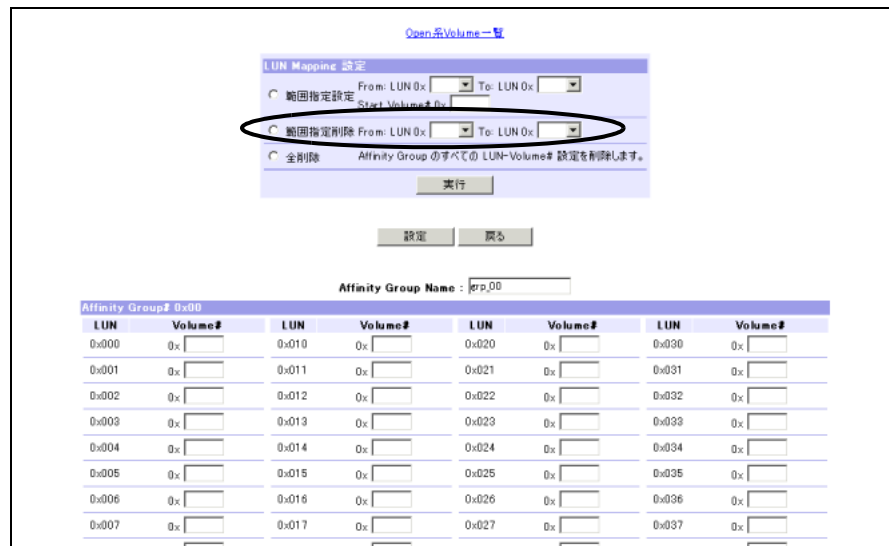 Open系Volume一覧
LUN Mapping 設定
範囲指定設定 From: LUN 0x To: LUN 0x
Start Volume# 0x
範囲指定削除 From: LUN 0x To: LUN 0x
全削除 Affinity Group のすべての LUN-Volume# 設定を削除します。
実行
設定 戻る
Affinity Group Name : grp_00
Affinity Group# 0x00
LUN Volume# LUN Volume# LUN Volume# LUN Volume#
0x000 0x 0x010 0x 0x020 0x 0x030 0x
0x001 0x 0x011 0x 0x021 0x 0x031 0x
0x002 0x 0x012 0x 0x022 0x 0x032 0x
0x003 0x 0x013 0x 0x023 0x 0x033 0x
0x004 0x 0x014 0x 0x024 0x 0x034 0x
0x005 0x 0x015 0x 0x025 0x 0x035 0x
0x006 0x 0x016 0x 0x026 0x 0x036 0x
0x007 0x 0x017 0x 0x027 0x 0x037 0x